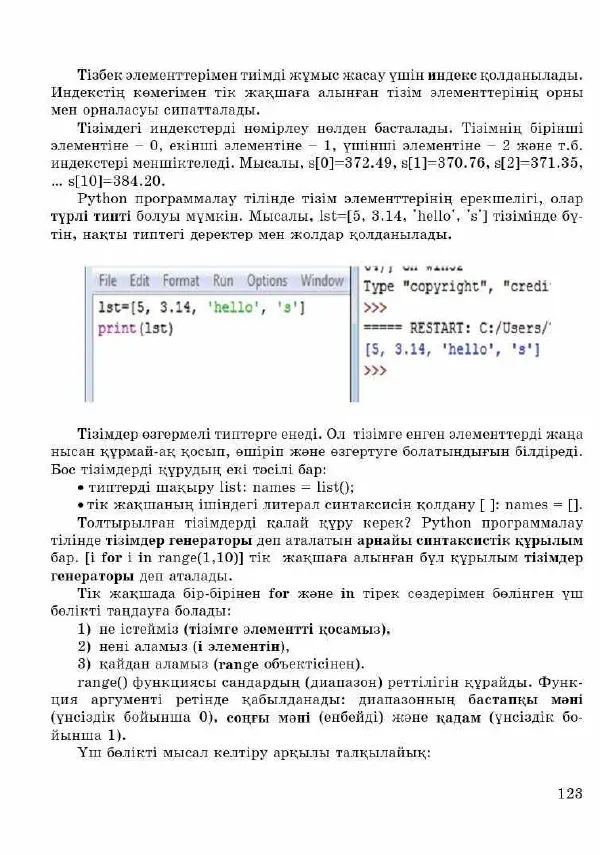 Тізбек элементтерімен тиімді жұмыс жасау үшін индекс қолданылады.
Индекстің көмегімен тік жақшаға алынған тізім элементтерінің орны
мен орналасуы сипатталады.
Тізімдегі индекстерді нөмірлеу нөлден басталады. Тізімнің бірінші
элементіне – 0, екінші элементіне – 1, үшінші элементіне – 2 және т.б.
индекстері меншіктеледі. Мысалы, s[0]=372.49, s[1]=370.76, s[2]=371.35,
... s[10]=384.20.
Python программалау тілінде тізім элементтерінің ерекшелігі, олар
түрлі типті болуы мүмкін. Мысалы, lst=[5, 3.14, 'hello', 's'] тізімінде бү-
тін, нақты типтегі деректер мен жолдар қолданылады.
File Edit Format Run Options Window
lst=[5, 3.14, 'hello', 's']
print(lst)
64)] on win32
Type "copyright", "credi
>>>
===== RESTART: C:/Users/
[5, 3.14, 'hello', 's']
>>>
Тізімдер өзгермелі типтерге енеді. Ол тізімге енген элементтерді жаңа
нысан құрмай-ақ қосып, өшіріп және өзгертуге болатындығын білдіреді.
Бос тізімдерді құрудың екі тәсілі бар:
• типтерді шақыру list: names = list();
• тік жақшаның ішіндегі литерал синтаксисін қолдану [ ]: names = [].
Толтырылған тізімдерді қалай құру керек? Python программалау
тілінде тізімдер генераторы деп аталатын арнайы синтаксистік құрылым
бар. [i for i in range(1,10)] тік жақшаға алынған бұл құрылым тізімдер
генераторы деп аталады.
Тік жақшада бір-бірінен for және in тірек сөздерімен бөлінген үш
бөлікті таңдауға болады:
1) не істейміз (тізімге элементті қосамыз),
2) нені аламыз (i элементін),
3) қайдан аламыз (range объектісінен).
range() функциясы сандардың (диапазон) реттілігін құрайды. Функ-
ция аргументі ретінде қабылданады: диапазонның бастапқы мәні
(үнсіздік бойынша 0), соңғы мәні (енбейді) және қадам (үнсіздік бо-
йынша 1).
Үш бөлікті мысал келтіру арқылы талқылайық:
123